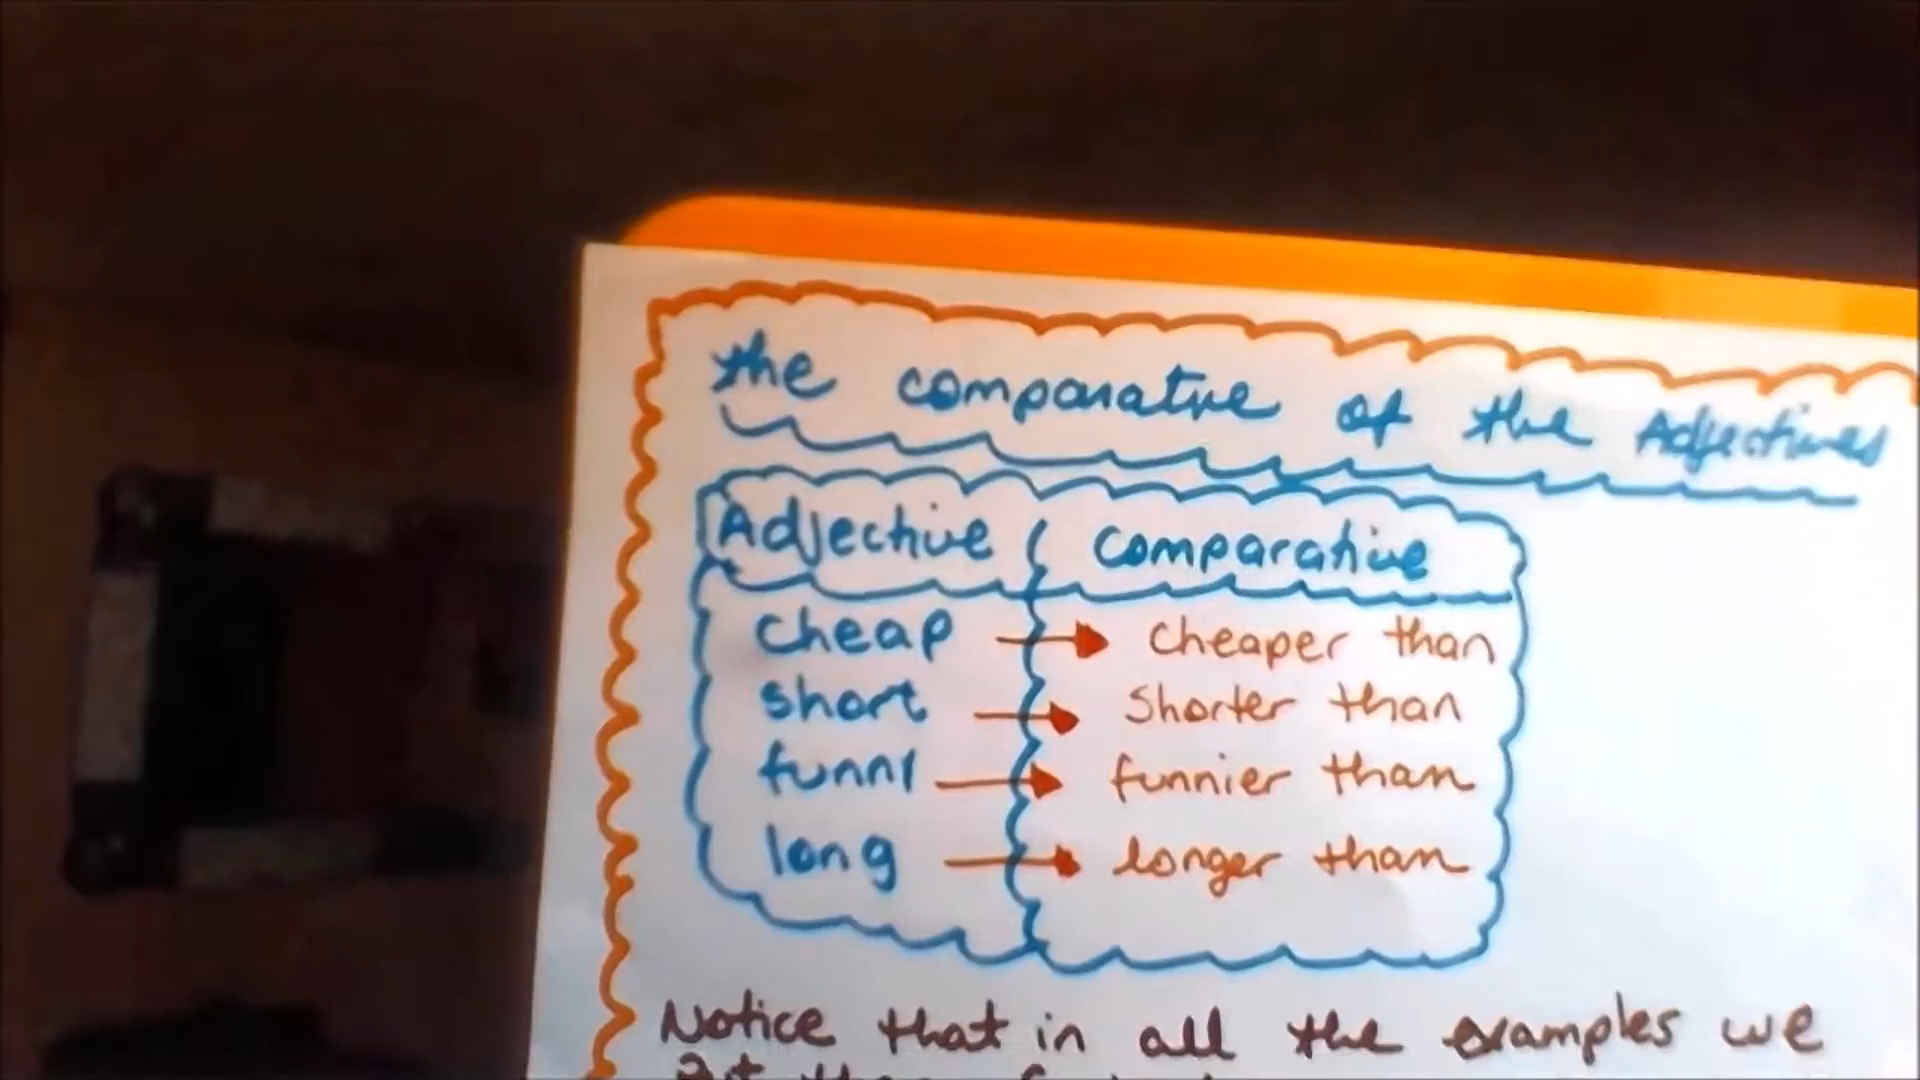 the comparative of the Adjectives
Adjective comparative
cheap → cheaper than
short → shorter than
funny → funnier than
long → longer than
Notice that in all the examples we